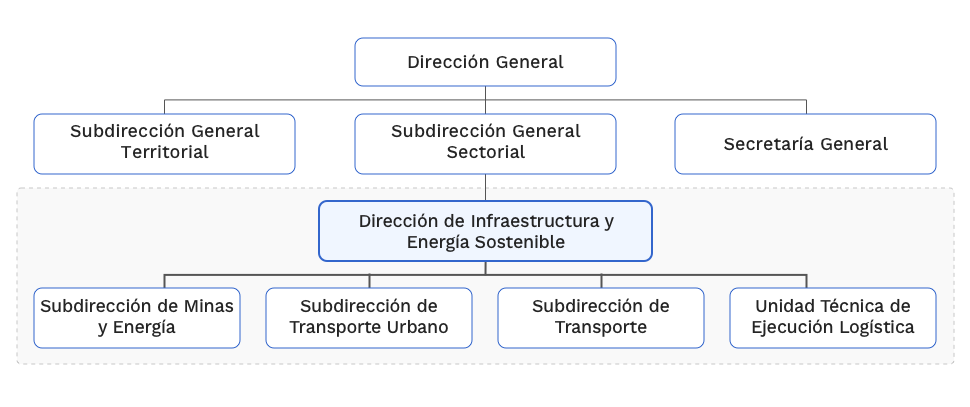 Dirección General
Subdirección General
Territorial
Subdirección General
Sectorial
Secretaría General
Dirección de Infraestructura y
Energía Sostenible
Subdirección de Minas
y Energía
Subdirección de
Transporte Urbano
Subdirección de
Transporte
Unidad Técnica de
Ejecución Logística